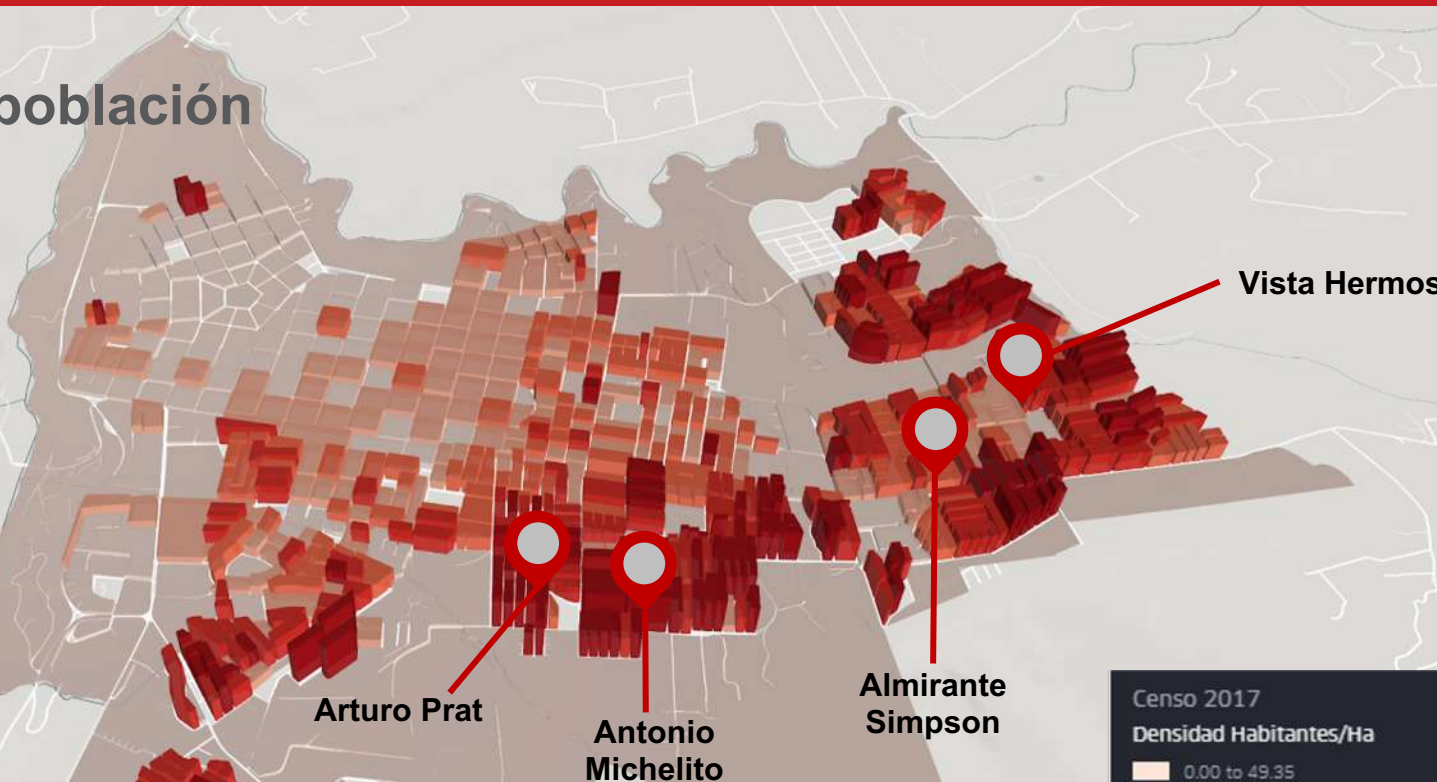 población
Vista Hermos
Arturo Prat
Antonio
Michelito
Almirante
Simpson
Censo 2017
Densidad Habitantes/Ha
0.00 to 49.35